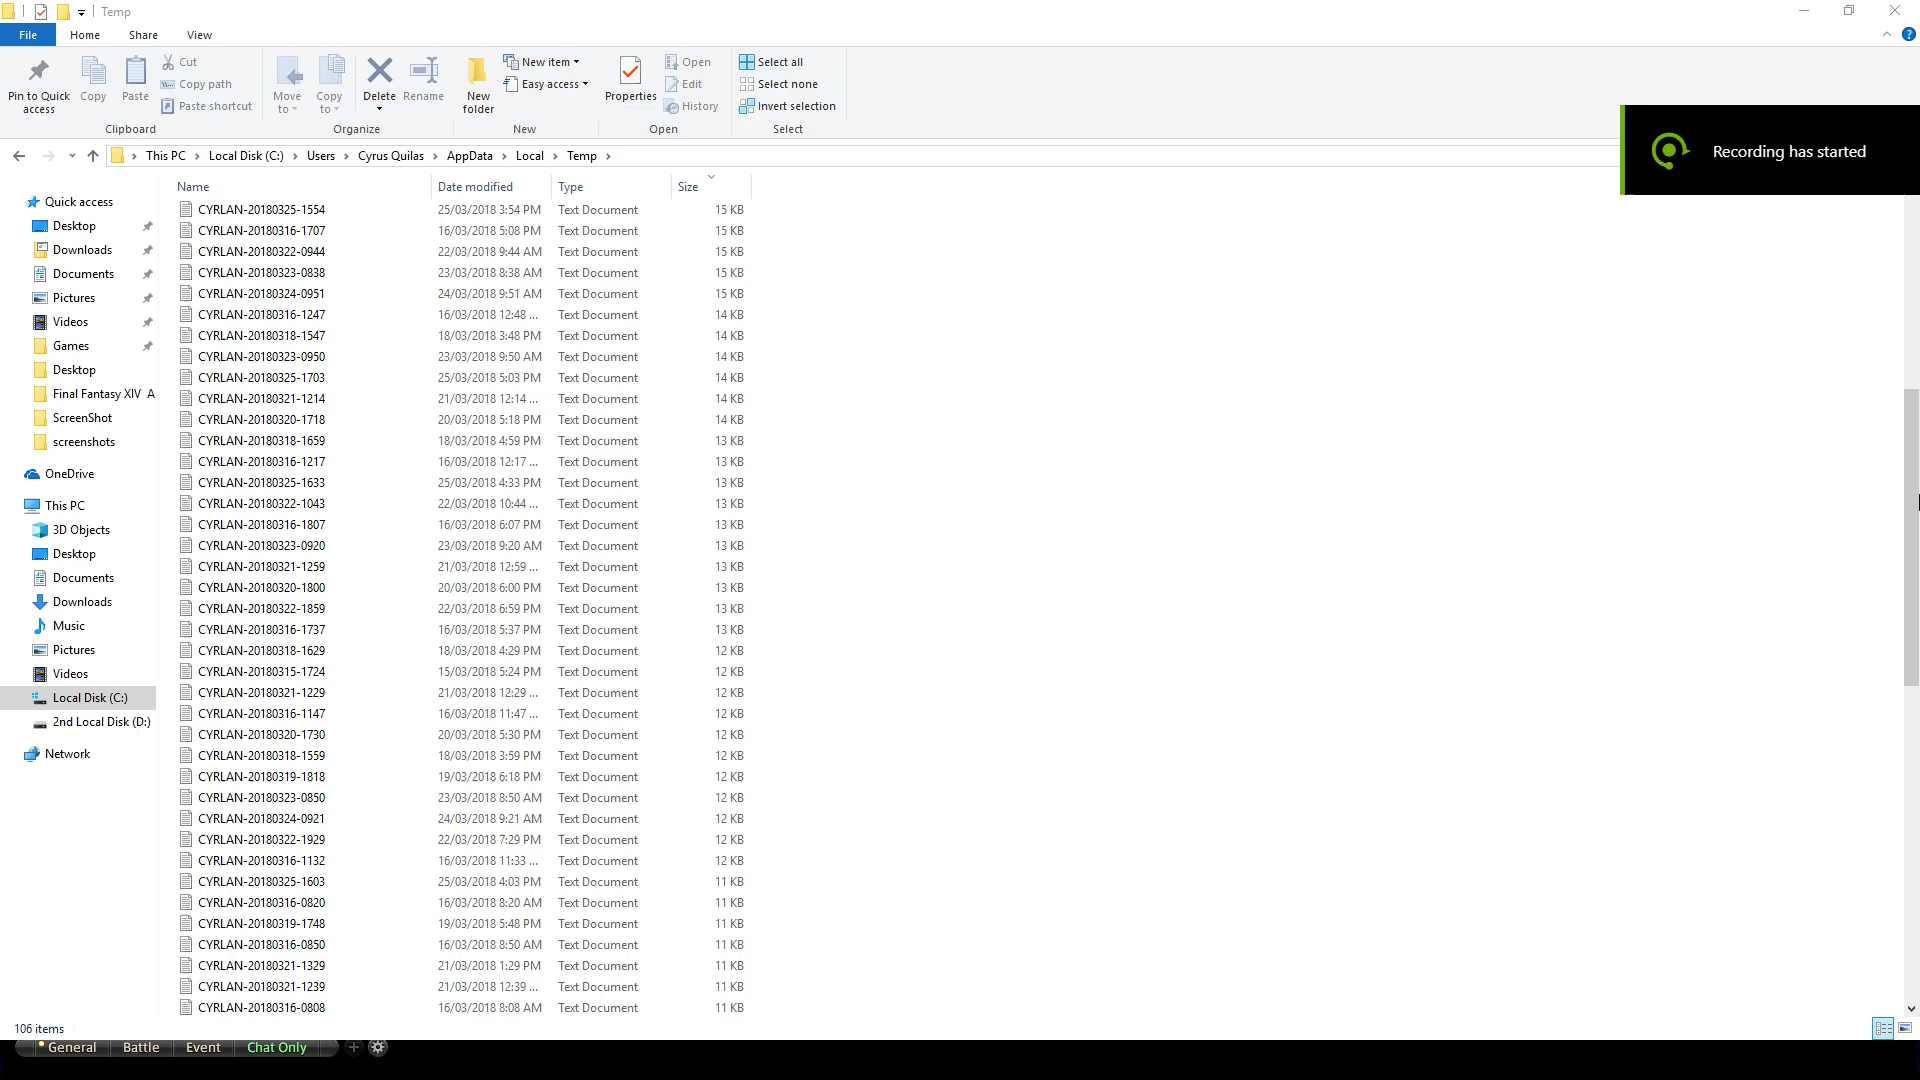 Temp
File Home Share View
Pin to Quick access
Copy
Paste
Cut
Copy path
Paste shortcut
Clipboard
Move to
Copy to
Delete
Rename
Organize
New folder
New item
Easy access
New
Properties
Open
Edit
History
Open
Select all
Select none
Invert selection
Select
This PC > Local Disk (C:) > Users > Cyrus Quilas > AppData > Local > Temp >
Recording has started
Quick access
Desktop
Downloads
Documents
Pictures
Videos
Games
Desktop
Final Fantasy XIV A
ScreenShot
screenshots
OneDrive
This PC
3D Objects
Desktop
Documents
Downloads
Music
Pictures
Videos
Local Disk (C:)
2nd Local Disk (D:)
Network
Name Date modified Type Size
CYRLAN-20180325-1554 25/03/2018 3:54 PM Text Document 15 KB
CYRLAN-20180316-1707 16/03/2018 5:08 PM Text Document 15 KB
CYRLAN-20180322-0944 22/03/2018 9:44 AM Text Document 15 KB
CYRLAN-20180323-0838 23/03/2018 8:38 AM Text Document 15 KB
CYRLAN-20180324-0951 24/03/2018 9:51 AM Text Document 15 KB
CYRLAN-20180316-1247 16/03/2018 12:48 ... Text Document 14 KB
CYRLAN-20180318-1547 18/03/2018 3:48 PM Text Document 14 KB
CYRLAN-20180323-0950 23/03/2018 9:50 AM Text Document 14 KB
CYRLAN-20180325-1703 25/03/2018 5:03 PM Text Document 14 KB
CYRLAN-20180321-1214 21/03/2018 12:14 ... Text Document 14 KB
CYRLAN-20180320-1718 20/03/2018 5:18 PM Text Document 14 KB
CYRLAN-20180318-1659 18/03/2018 4:59 PM Text Document 13 KB
CYRLAN-20180316-1217 16/03/2018 12:17 ... Text Document 13 KB
CYRLAN-20180325-1633 25/03/2018 4:33 PM Text Document 13 KB
CYRLAN-20180322-1043 22/03/2018 10:44 ... Text Document 13 KB
CYRLAN-20180316-1807 16/03/2018 6:07 PM Text Document 13 KB
CYRLAN-20180323-0920 23/03/2018 9:20 AM Text Document 13 KB
CYRLAN-20180321-1259 21/03/2018 12:59 ... Text Document 13 KB
CYRLAN-20180320-1800 20/03/2018 6:00 PM Text Document 13 KB
CYRLAN-20180322-1859 22/03/2018 6:59 PM Text Document 13 KB
CYRLAN-20180316-1737 16/03/2018 5:37 PM Text Document 13 KB
CYRLAN-20180318-1629 18/03/2018 4:29 PM Text Document 12 KB
CYRLAN-20180315-1724 15/03/2018 5:24 PM Text Document 12 KB
CYRLAN-20180321-1229 21/03/2018 12:29 ... Text Document 12 KB
CYRLAN-20180316-1147 16/03/2018 11:47 ... Text Document 12 KB
CYRLAN-20180320-1730 20/03/2018 5:30 PM Text Document 12 KB
CYRLAN-20180318-1559 18/03/2018 3:59 PM Text Document 12 KB
CYRLAN-20180319-1818 19/03/2018 6:18 PM Text Document 12 KB
CYRLAN-20180323-0850 23/03/2018 8:50 AM Text Document 12 KB
CYRLAN-20180324-0921 24/03/2018 9:21 AM Text Document 12 KB
CYRLAN-20180322-1929 22/03/2018 7:29 PM Text Document 12 KB
CYRLAN-20180316-1132 16/03/2018 11:33 ... Text Document 12 KB
CYRLAN-20180325-1603 25/03/2018 4:03 PM Text Document 11 KB
CYRLAN-20180316-0820 16/03/2018 8:20 AM Text Document 11 KB
CYRLAN-20180319-1748 19/03/2018 5:48 PM Text Document 11 KB
CYRLAN-20180316-0850 16/03/2018 8:50 AM Text Document 11 KB
CYRLAN-20180321-1329 21/03/2018 1:29 PM Text Document 11 KB
CYRLAN-20180321-1239 21/03/2018 12:39 ... Text Document 11 KB
CYRLAN-20180316-0808 16/03/2018 8:08 AM Text Document 11 KB
106 items
General Battle Event Chat Only